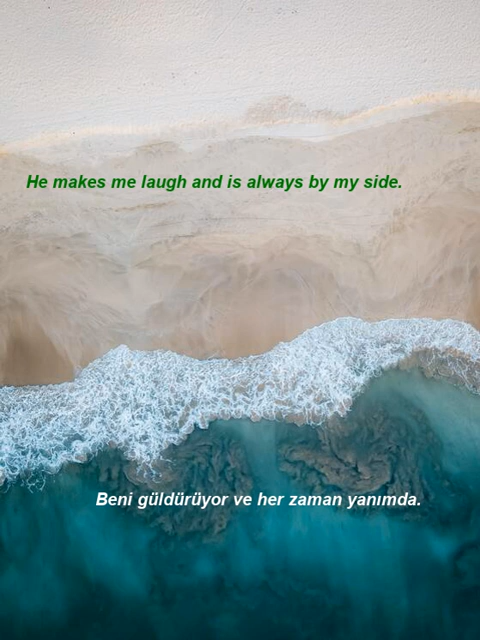 He makes me laugh and is always by my side.
Beni güldürüyor ve her zaman yanımda.